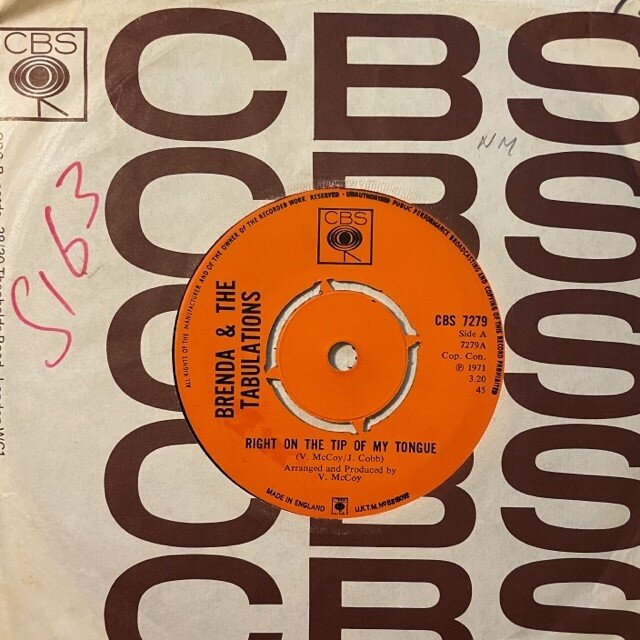 CBS
CBS
CBS
CBS
CBS
CBS
NM
S163
ALL RIGHTS OF THE MANUFACTURER AND OF THE OWNER OF THE RECORDED WORK RESERVED · UNAUTHORISED PUBLIC PERFORMANCE BROADCASTING AND COPYING OF THIS RECORD PROHIBITED
CBS
BRENDA & THE
TABULATIONS
CBS 7279
Side A
7279A
Cop. Con.
℗ 1971
3.20
45
RIGHT ON THE TIP OF MY TONGUE
(V. McCoy/J. Cobb)
Arranged and Produced by
V. McCoy
MADE IN ENGLAND